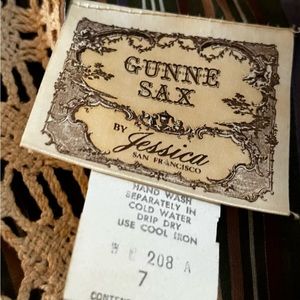 GUNNE
SAX
BY
Jessica
SAN FRANCISCO
HAND WASH
SEPARATELY IN
COLD WATER
DRIP DRY
USE COOL IRON
208 A
7